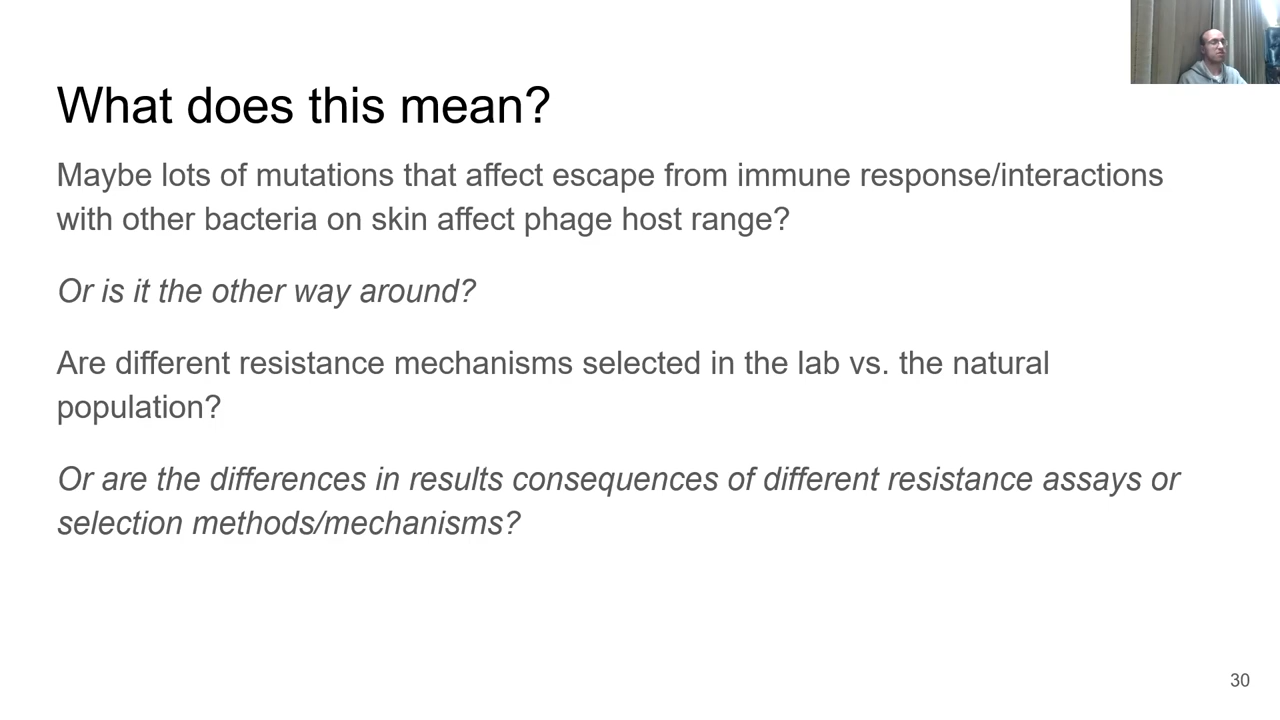 What does this mean?
Maybe lots of mutations that affect escape from immune response/interactions
with other bacteria on skin affect phage host range?
Or is it the other way around?
Are different resistance mechanisms selected in the lab vs. the natural
population?
Or are the differences in results consequences of different resistance assays or
selection methods/mechanisms?
30